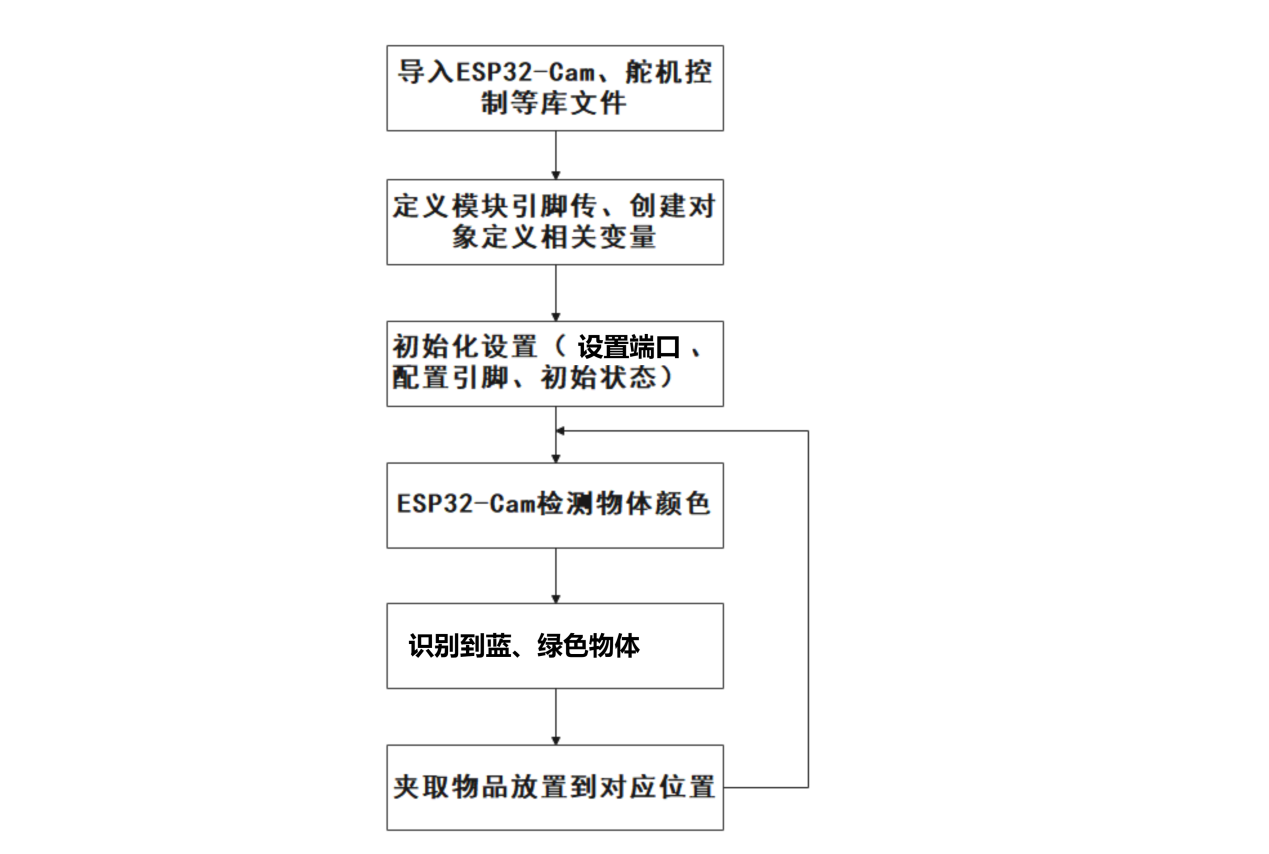 导入ESP32-Cam、舵机控
制等库文件
定义模块引脚传、创建对
象定义相关变量
初始化设置（ 设置端口 、
配置引脚、初始状态）
ESP32-Cam检测物体颜色
识别到蓝、绿色物体
夹取物品放置到对应位置